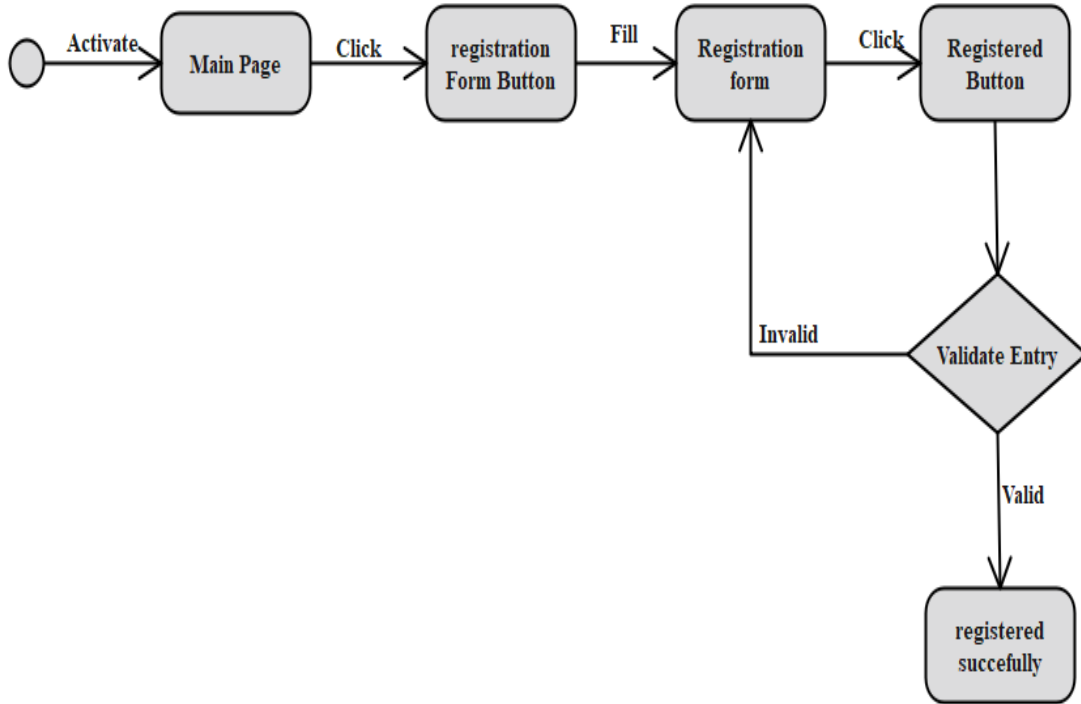 Activate
Main Page
Click
registration
Form Button
Fill
Registration
form
Click
Registered
Button
Invalid
Validate Entry
Valid
registered
succefully